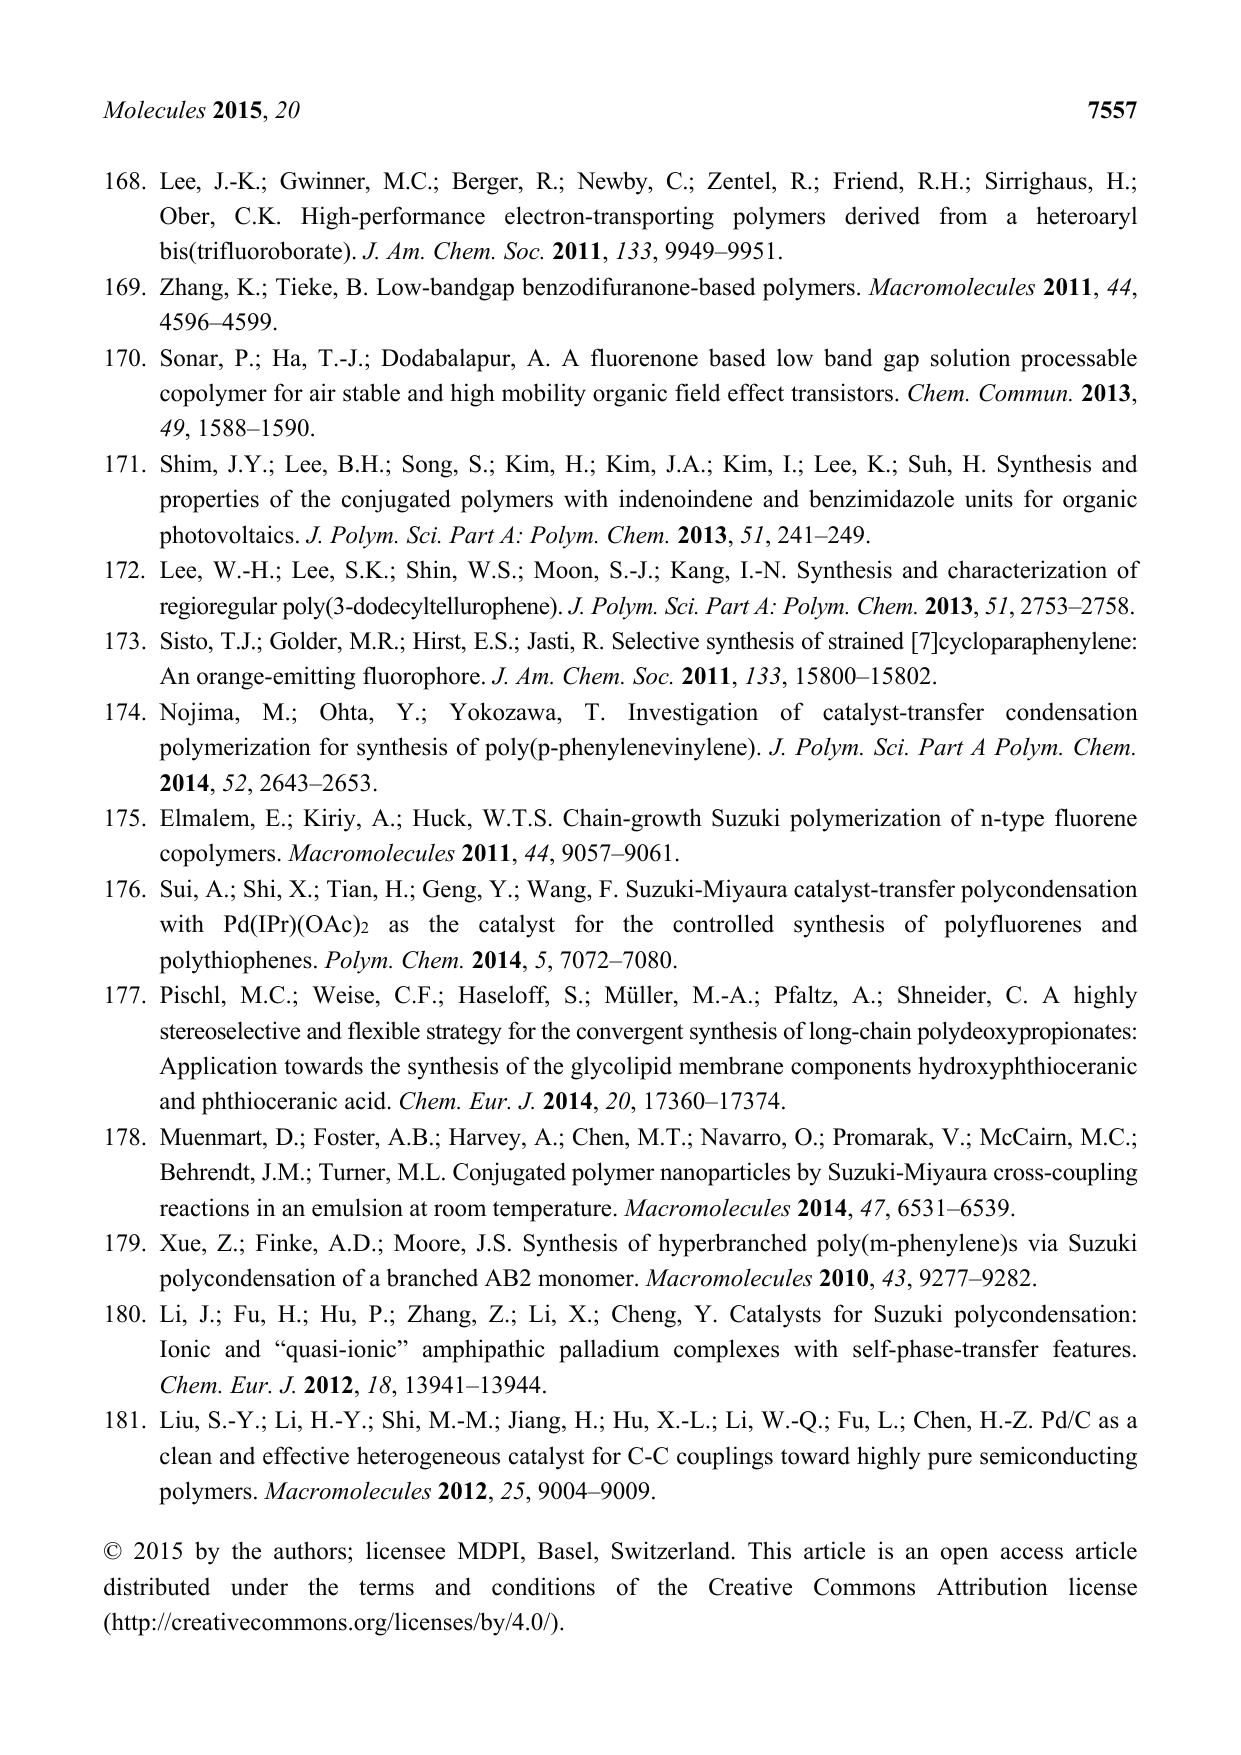 Molecules 2015, 20 7557
168. Lee, J.-K.; Gwinner, M.C.; Berger, R.; Newby, C.; Zentel, R.; Friend, R.H.; Sirrighaus, H.;
Ober, C.K. High-performance electron-transporting polymers derived from a heteroaryl
bis(trifluoroborate). J. Am. Chem. Soc. 2011, 133, 9949–9951.
169. Zhang, K.; Tieke, B. Low-bandgap benzodifuranone-based polymers. Macromolecules 2011, 44,
4596–4599.
170. Sonar, P.; Ha, T.-J.; Dodabalapur, A. A fluorenone based low band gap solution processable
copolymer for air stable and high mobility organic field effect transistors. Chem. Commun. 2013,
49, 1588–1590.
171. Shim, J.Y.; Lee, B.H.; Song, S.; Kim, H.; Kim, J.A.; Kim, I.; Lee, K.; Suh, H. Synthesis and
properties of the conjugated polymers with indenoindene and benzimidazole units for organic
photovoltaics. J. Polym. Sci. Part A: Polym. Chem. 2013, 51, 241–249.
172. Lee, W.-H.; Lee, S.K.; Shin, W.S.; Moon, S.-J.; Kang, I.-N. Synthesis and characterization of
regioregular poly(3-dodecyltellurophene). J. Polym. Sci. Part A: Polym. Chem. 2013, 51, 2753–2758.
173. Sisto, T.J.; Golder, M.R.; Hirst, E.S.; Jasti, R. Selective synthesis of strained [7]cycloparaphenylene:
An orange-emitting fluorophore. J. Am. Chem. Soc. 2011, 133, 15800–15802.
174. Nojima, M.; Ohta, Y.; Yokozawa, T. Investigation of catalyst-transfer condensation
polymerization for synthesis of poly(p-phenylenevinylene). J. Polym. Sci. Part A Polym. Chem.
2014, 52, 2643–2653.
175. Elmalem, E.; Kiriy, A.; Huck, W.T.S. Chain-growth Suzuki polymerization of n-type fluorene
copolymers. Macromolecules 2011, 44, 9057–9061.
176. Sui, A.; Shi, X.; Tian, H.; Geng, Y.; Wang, F. Suzuki-Miyaura catalyst-transfer polycondensation
with Pd(IPr)(OAc)2 as the catalyst for the controlled synthesis of polyfluorenes and
polythiophenes. Polym. Chem. 2014, 5, 7072–7080.
177. Pischl, M.C.; Weise, C.F.; Haseloff, S.; Müller, M.-A.; Pfaltz, A.; Shneider, C. A highly
stereoselective and flexible strategy for the convergent synthesis of long-chain polydeoxypropionates:
Application towards the synthesis of the glycolipid membrane components hydroxyphthioceranic
and phthioceranic acid. Chem. Eur. J. 2014, 20, 17360–17374.
178. Muenmart, D.; Foster, A.B.; Harvey, A.; Chen, M.T.; Navarro, O.; Promarak, V.; McCairn, M.C.;
Behrendt, J.M.; Turner, M.L. Conjugated polymer nanoparticles by Suzuki-Miyaura cross-coupling
reactions in an emulsion at room temperature. Macromolecules 2014, 47, 6531–6539.
179. Xue, Z.; Finke, A.D.; Moore, J.S. Synthesis of hyperbranched poly(m-phenylene)s via Suzuki
polycondensation of a branched AB2 monomer. Macromolecules 2010, 43, 9277–9282.
180. Li, J.; Fu, H.; Hu, P.; Zhang, Z.; Li, X.; Cheng, Y. Catalysts for Suzuki polycondensation:
Ionic and “quasi-ionic” amphipathic palladium complexes with self-phase-transfer features.
Chem. Eur. J. 2012, 18, 13941–13944.
181. Liu, S.-Y.; Li, H.-Y.; Shi, M.-M.; Jiang, H.; Hu, X.-L.; Li, W.-Q.; Fu, L.; Chen, H.-Z. Pd/C as a
clean and effective heterogeneous catalyst for C-C couplings toward highly pure semiconducting
polymers. Macromolecules 2012, 25, 9004–9009.
© 2015 by the authors; licensee MDPI, Basel, Switzerland. This article is an open access article
distributed under the terms and conditions of the Creative Commons Attribution license
(http://creativecommons.org/licenses/by/4.0/).